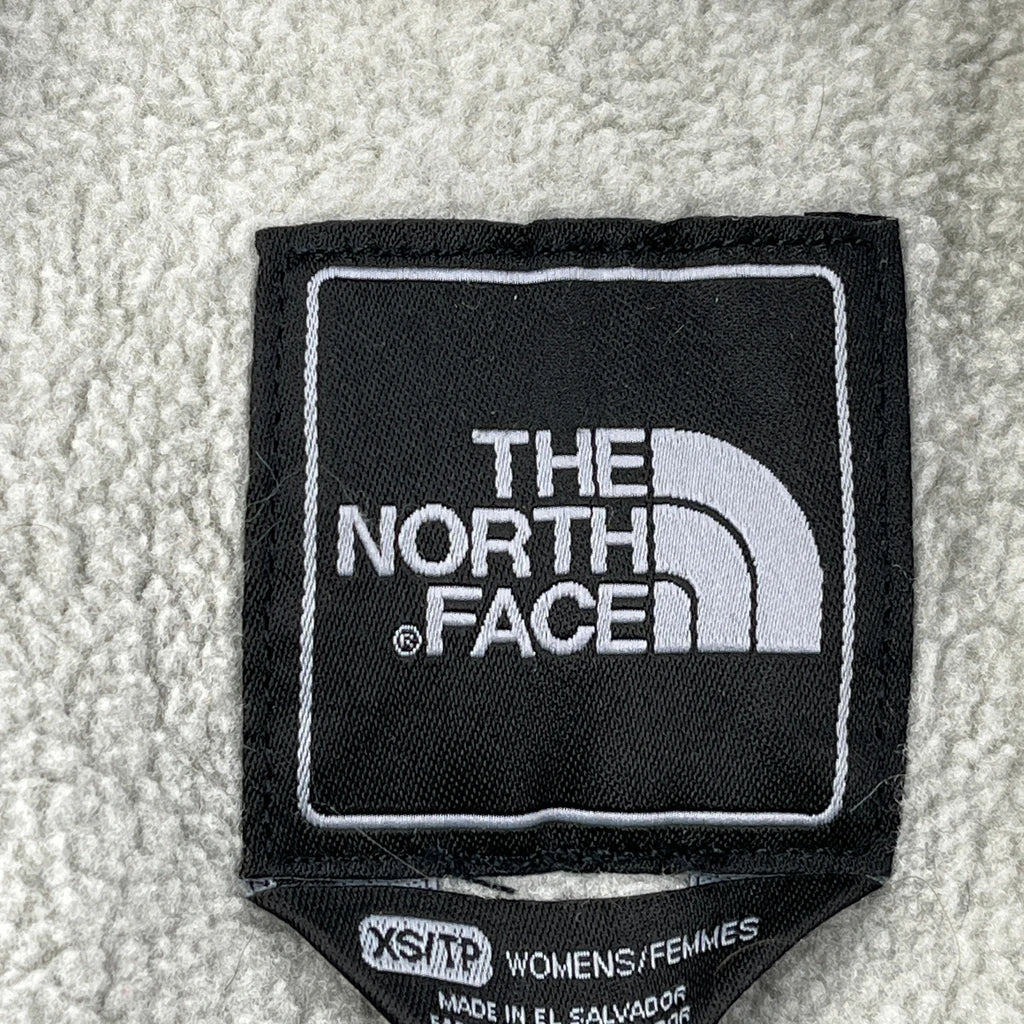 THE
NORTH
®FACE
XS/TP WOMENS/FEMMES
MADE IN EL SALVADOR